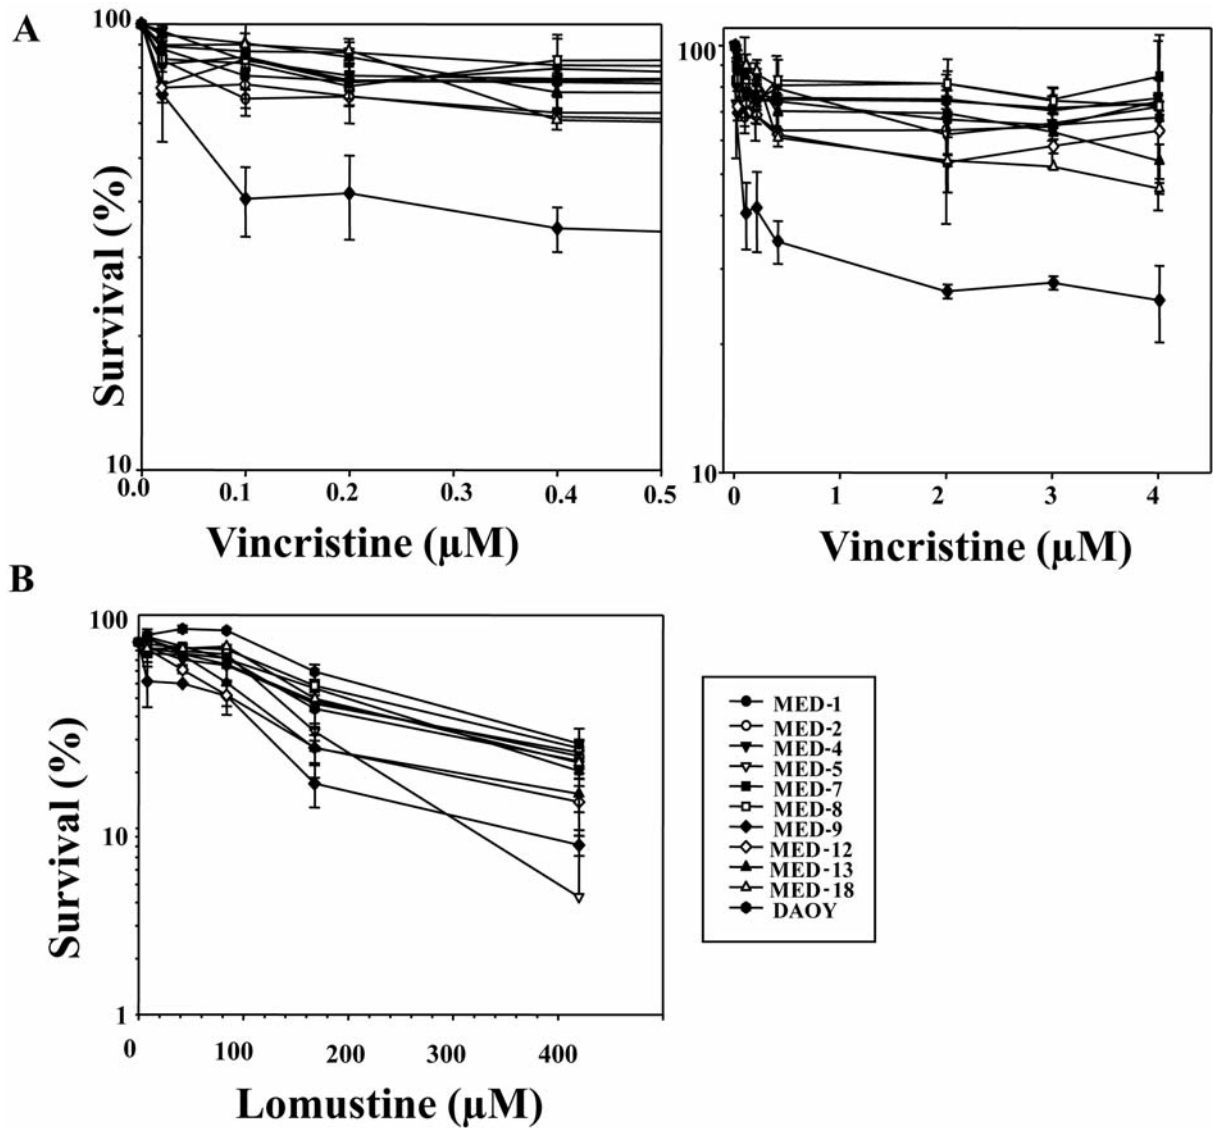 A
100
10
Survival (%)
0.0 0.1 0.2 0.3 0.4 0.5
Vincristine (µM)
100
10
0 1 2 3 4
Vincristine (µM)
B
100
10
1
Survival (%)
0 100 200 300 400
Lomustine (µM)
MED-1
MED-2
MED-4
MED-5
MED-7
MED-8
MED-9
MED-12
MED-13
MED-18
DAOY